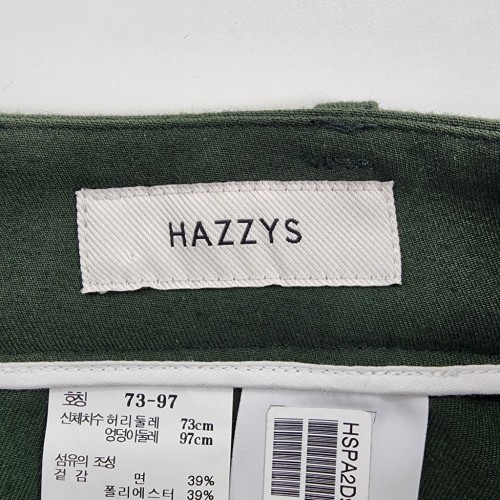 HAZZYS
호칭 73-97
신체치수 허리둘레 73cm
엉덩이둘레 97cm
섬유의 조성
겉감 면 39%
폴리에스터 39%
HSPA2D